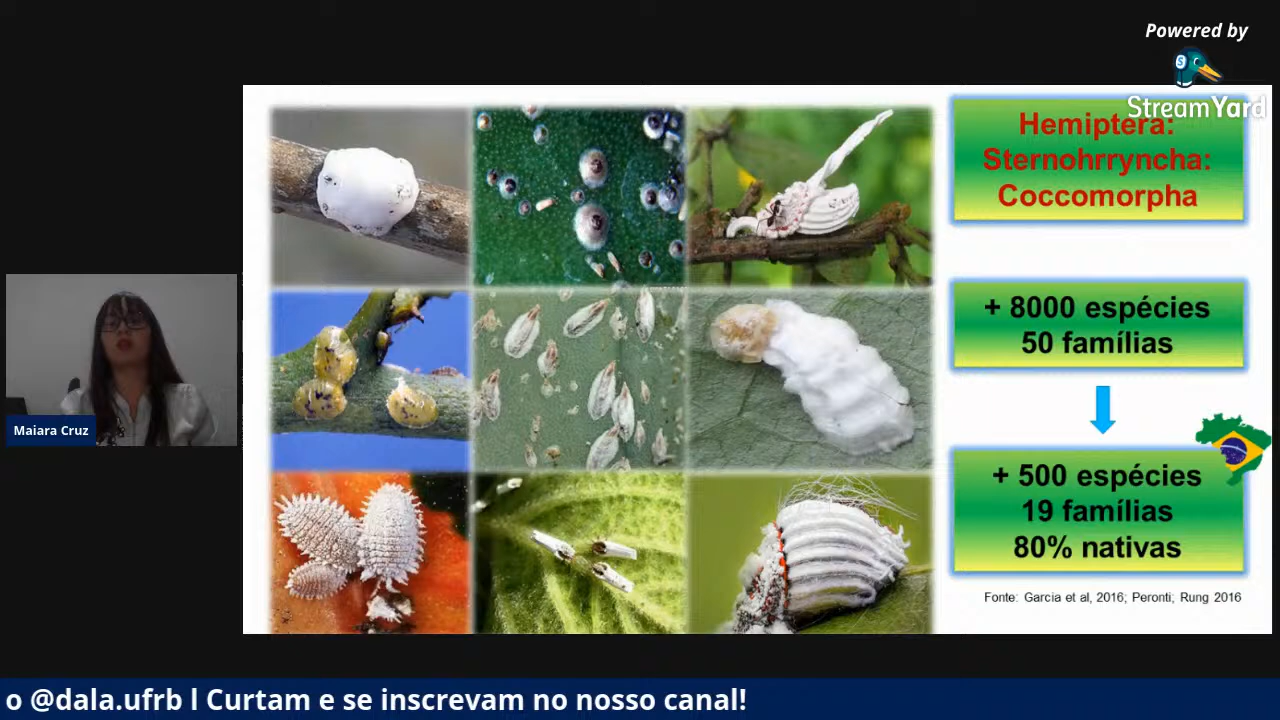 Powered by
StreamYard
Hemiptera:
Sternohrryncha:
Coccomorpha
+ 8000 espécies
50 famílias
+ 500 espécies
19 famílias
80% nativas
Fonte: Garcia et al, 2016; Peronti; Rung 2016
Maiara Cruz
o @dala.ufrb l Curtam e se inscrevam no nosso canal!